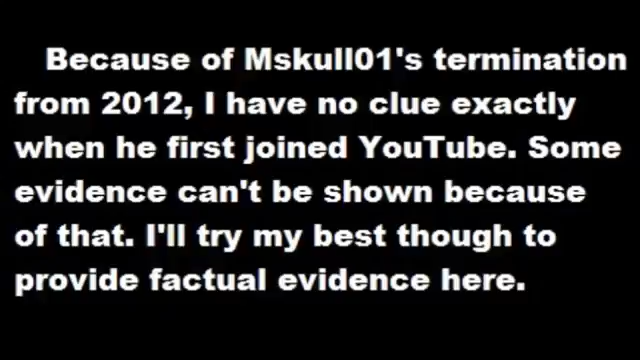 Because of Mskull01's termination
from 2012, I have no clue exactly
when he first joined YouTube. Some
evidence can't be shown because
of that. I'll try my best though to
provide factual evidence here.